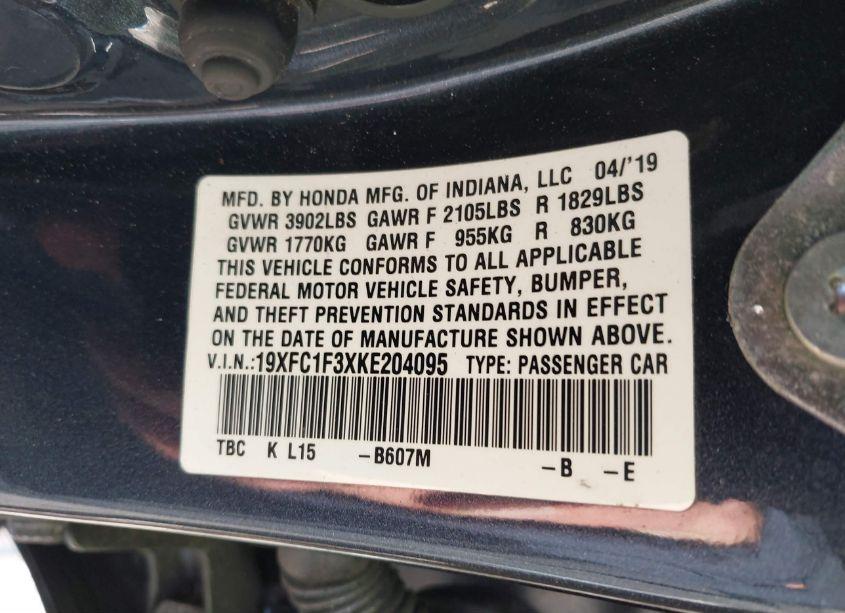 MFD. BY HONDA MFG. OF INDIANA, LLC 04/'19
GVWR 3902LBS GAWR F 2105LBS R 1829LBS
GVWR 1770KG GAWR F 955KG R 830KG
THIS VEHICLE CONFORMS TO ALL APPLICABLE
FEDERAL MOTOR VEHICLE SAFETY, BUMPER,
AND THEFT PREVENTION STANDARDS IN EFFECT
ON THE DATE OF MANUFACTURE SHOWN ABOVE.
V.I.N.:19XFC1F3XKE204095 TYPE: PASSENGER CAR
TBC K L15 -B607M -B -E